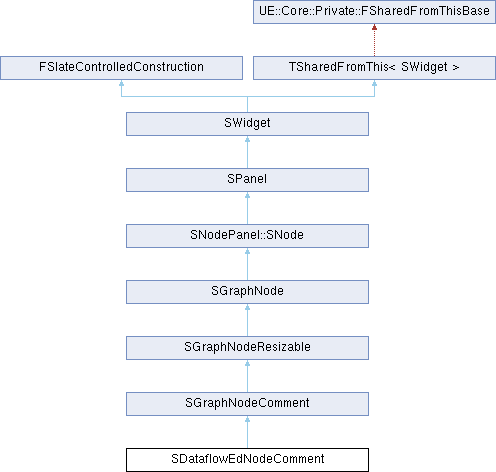 UE::Core::Private::FSharedFromThisBase
FSlateControlledConstruction
TSharedFromThis< SWidget >
SWidget
SPanel
SNodePanel::SNode
SGraphNode
SGraphNodeResizable
SGraphNodeComment
SDataflowEdNodeComment